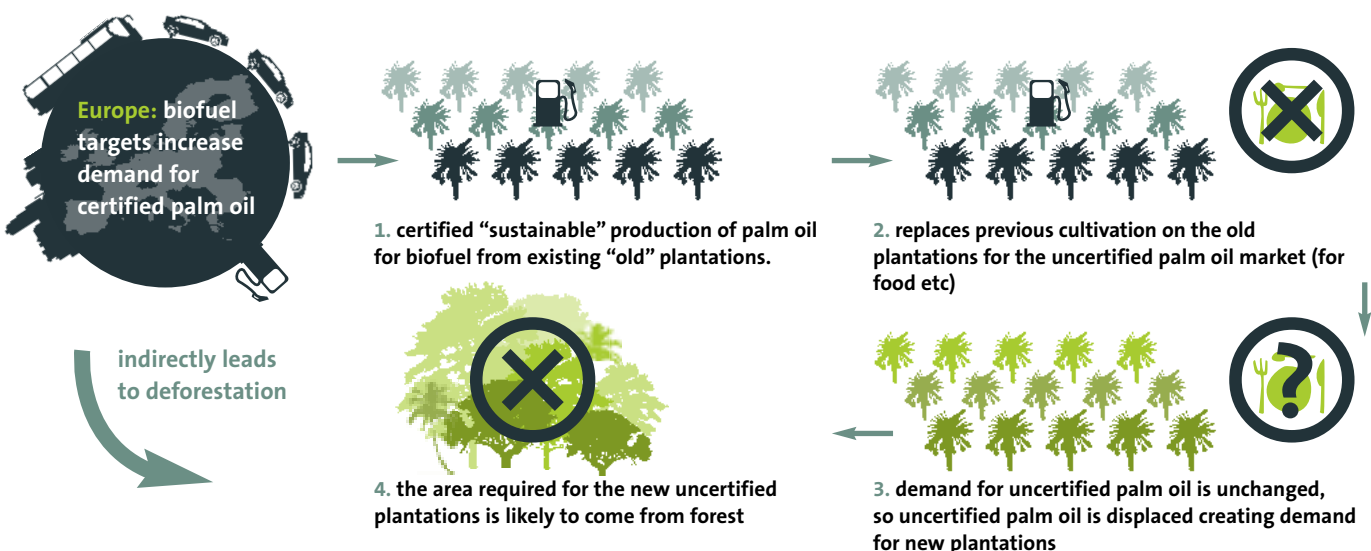 Europe: biofuel
targets increase
demand for
certified palm oil
1. certified “sustainable” production of palm oil
for biofuel from existing “old” plantations.
2. replaces previous cultivation on the old
plantations for the uncertified palm oil market (for
food etc)
3. demand for uncertified palm oil is unchanged,
so uncertified palm oil is displaced creating demand
for new plantations
4. the area required for the new uncertified
plantations is likely to come from forest
indirectly leads
to deforestation